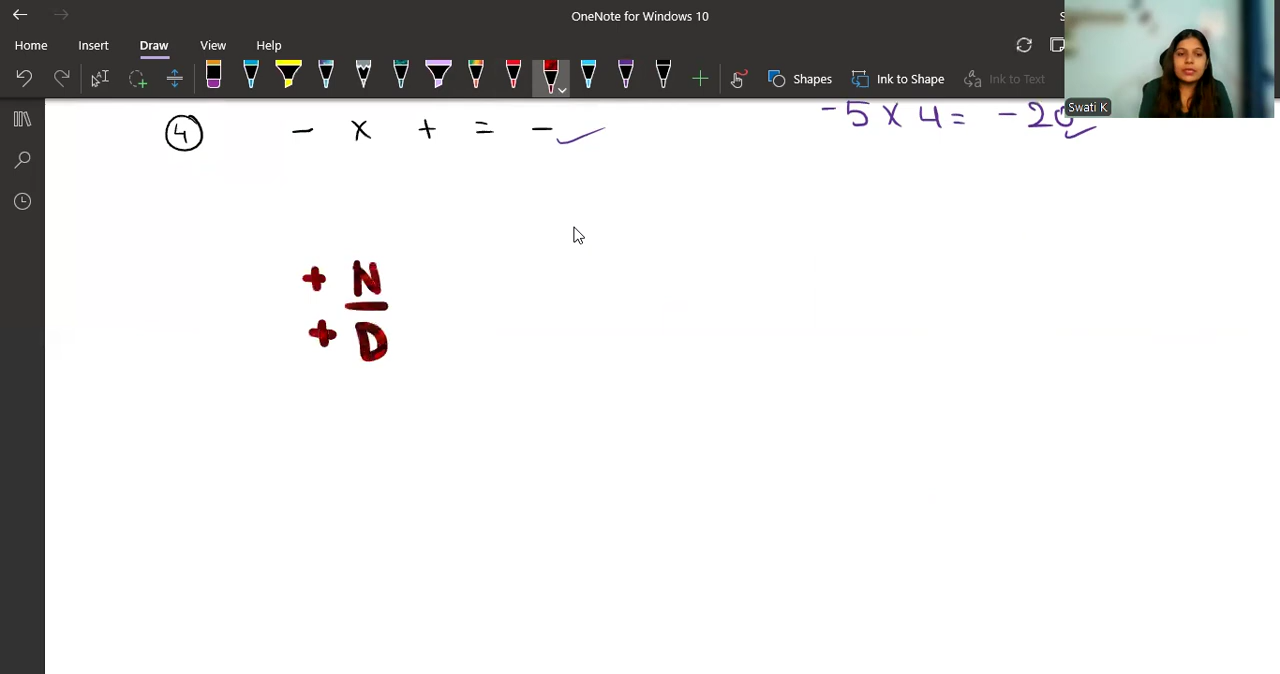 OneNote for Windows 10
Home Insert Draw View Help
Shapes Ink to Shape Ink to Text
Swati K
④ - x + = - ✓
-5 x 4 = -20 ✓
+ N
+ D